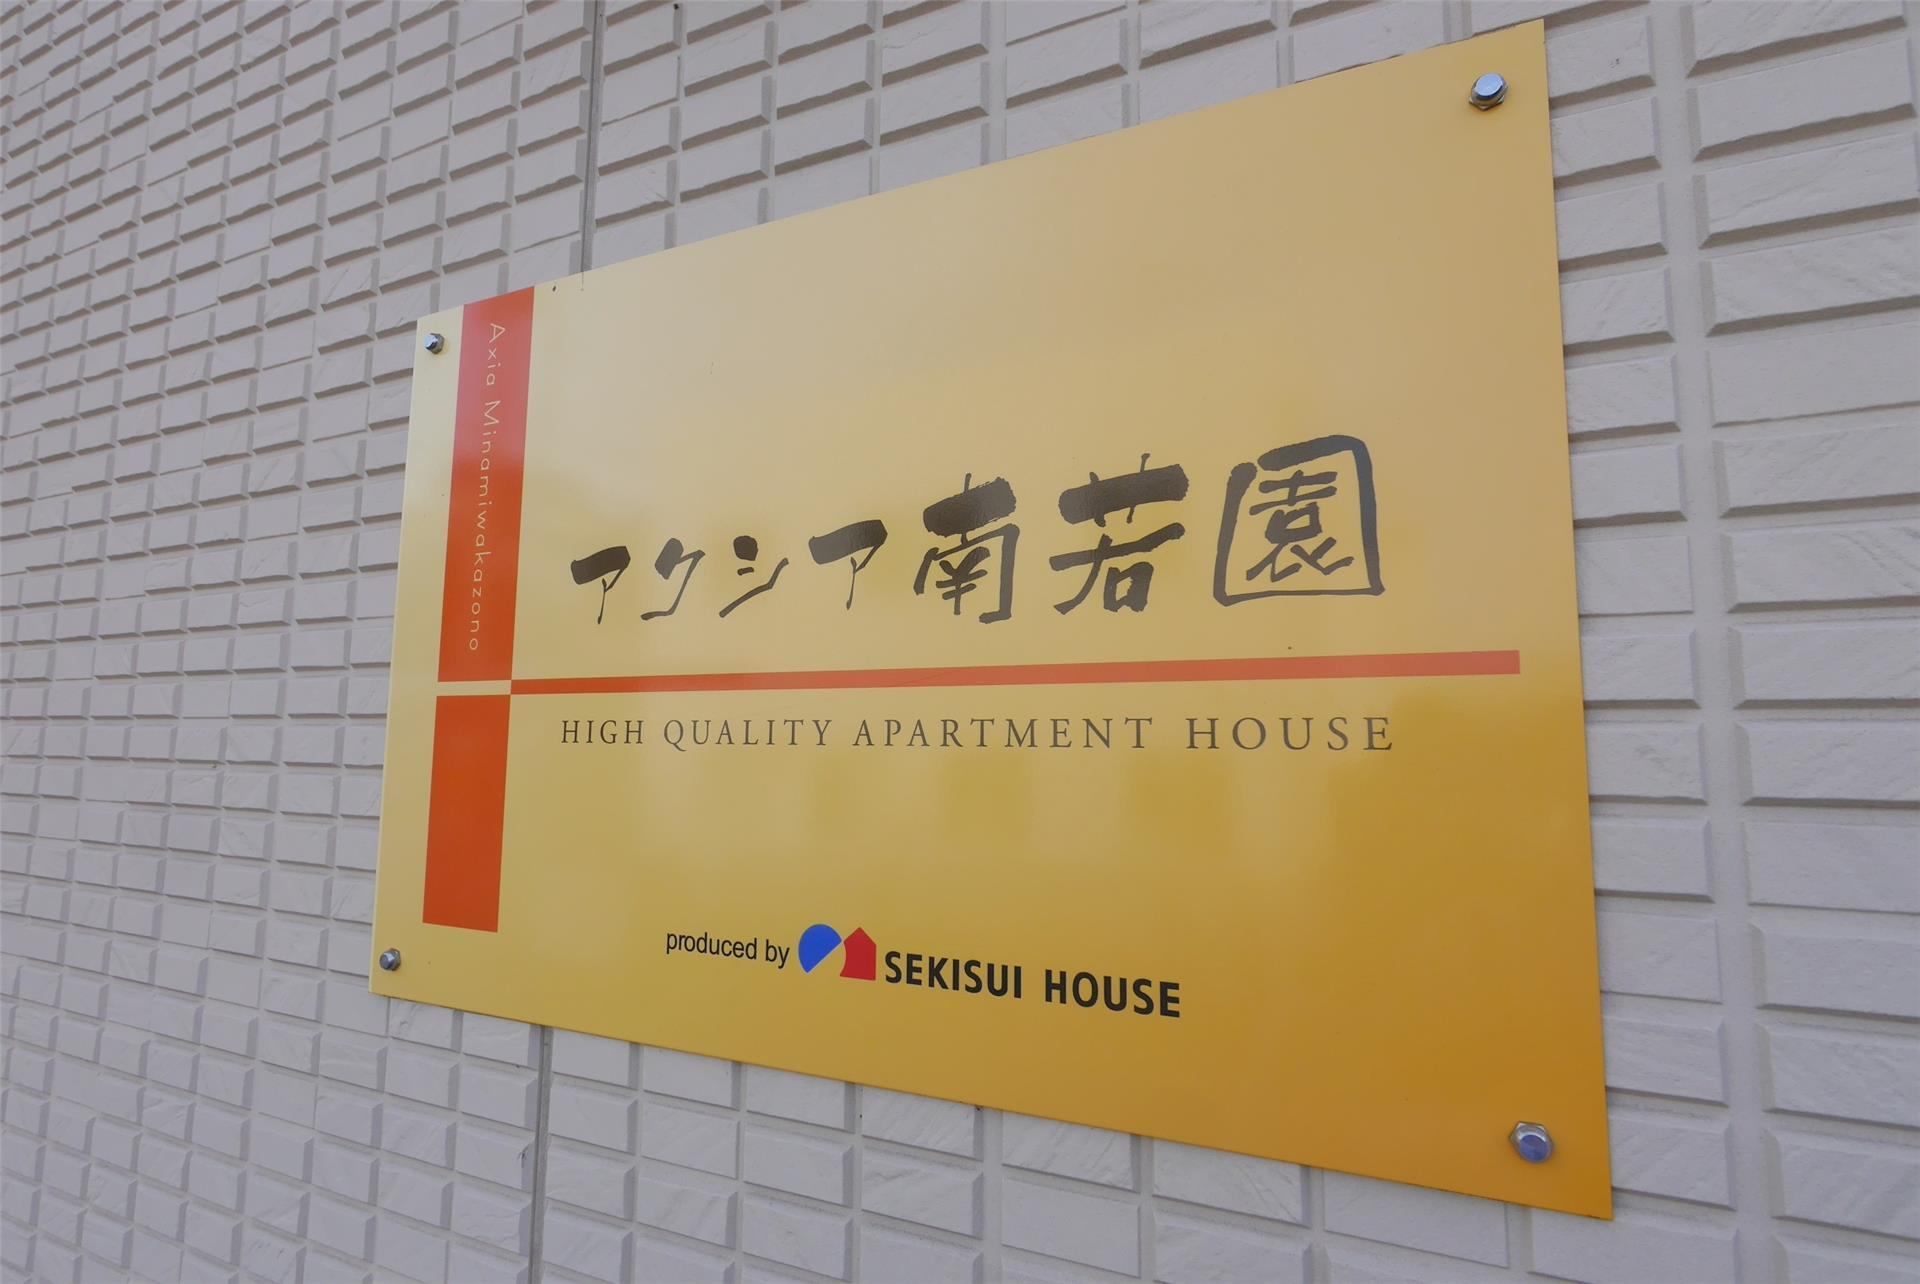 Axia Minamiwakazono
アクシア南若園
HIGH QUALITY APARTMENT HOUSE
produced by SEKISUI HOUSE